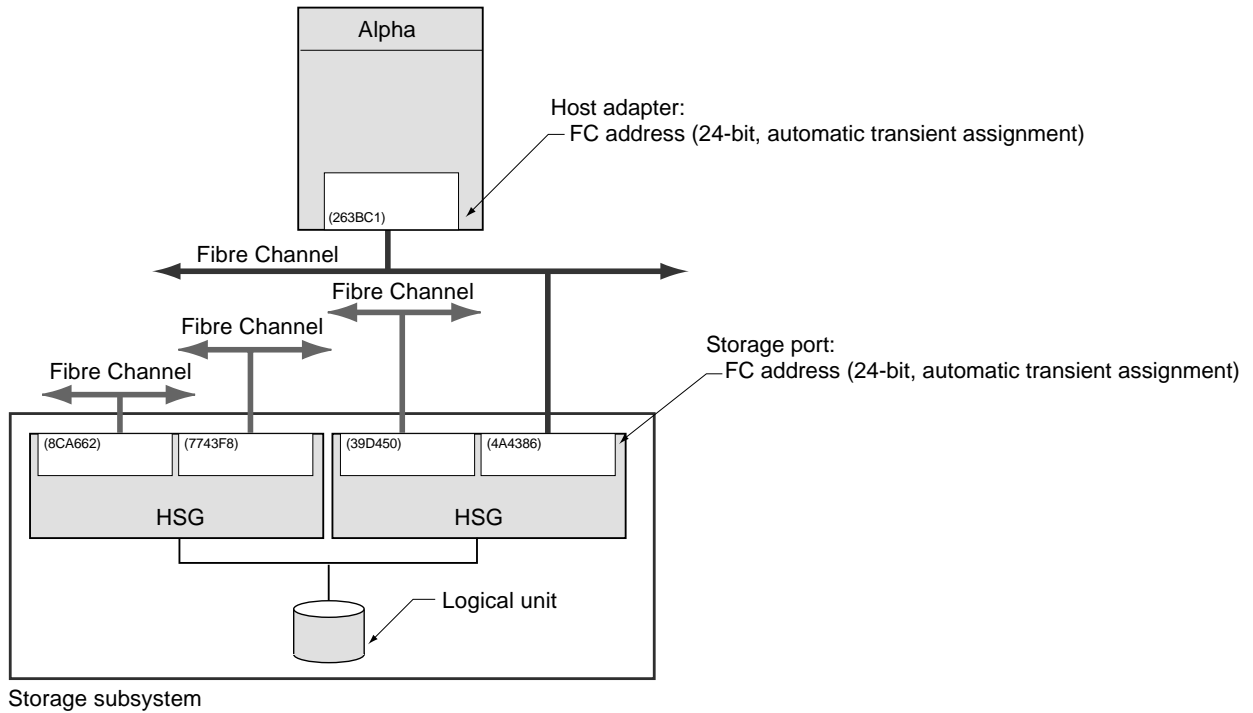 Alpha
Host adapter:
FC address (24-bit, automatic transient assignment)
(263BC1)
Fibre Channel
Fibre Channel
Fibre Channel
Fibre Channel
Storage port:
FC address (24-bit, automatic transient assignment)
(8CA662)
(7743F8)
(39D450)
(4A4386)
HSG
HSG
Logical unit
Storage subsystem